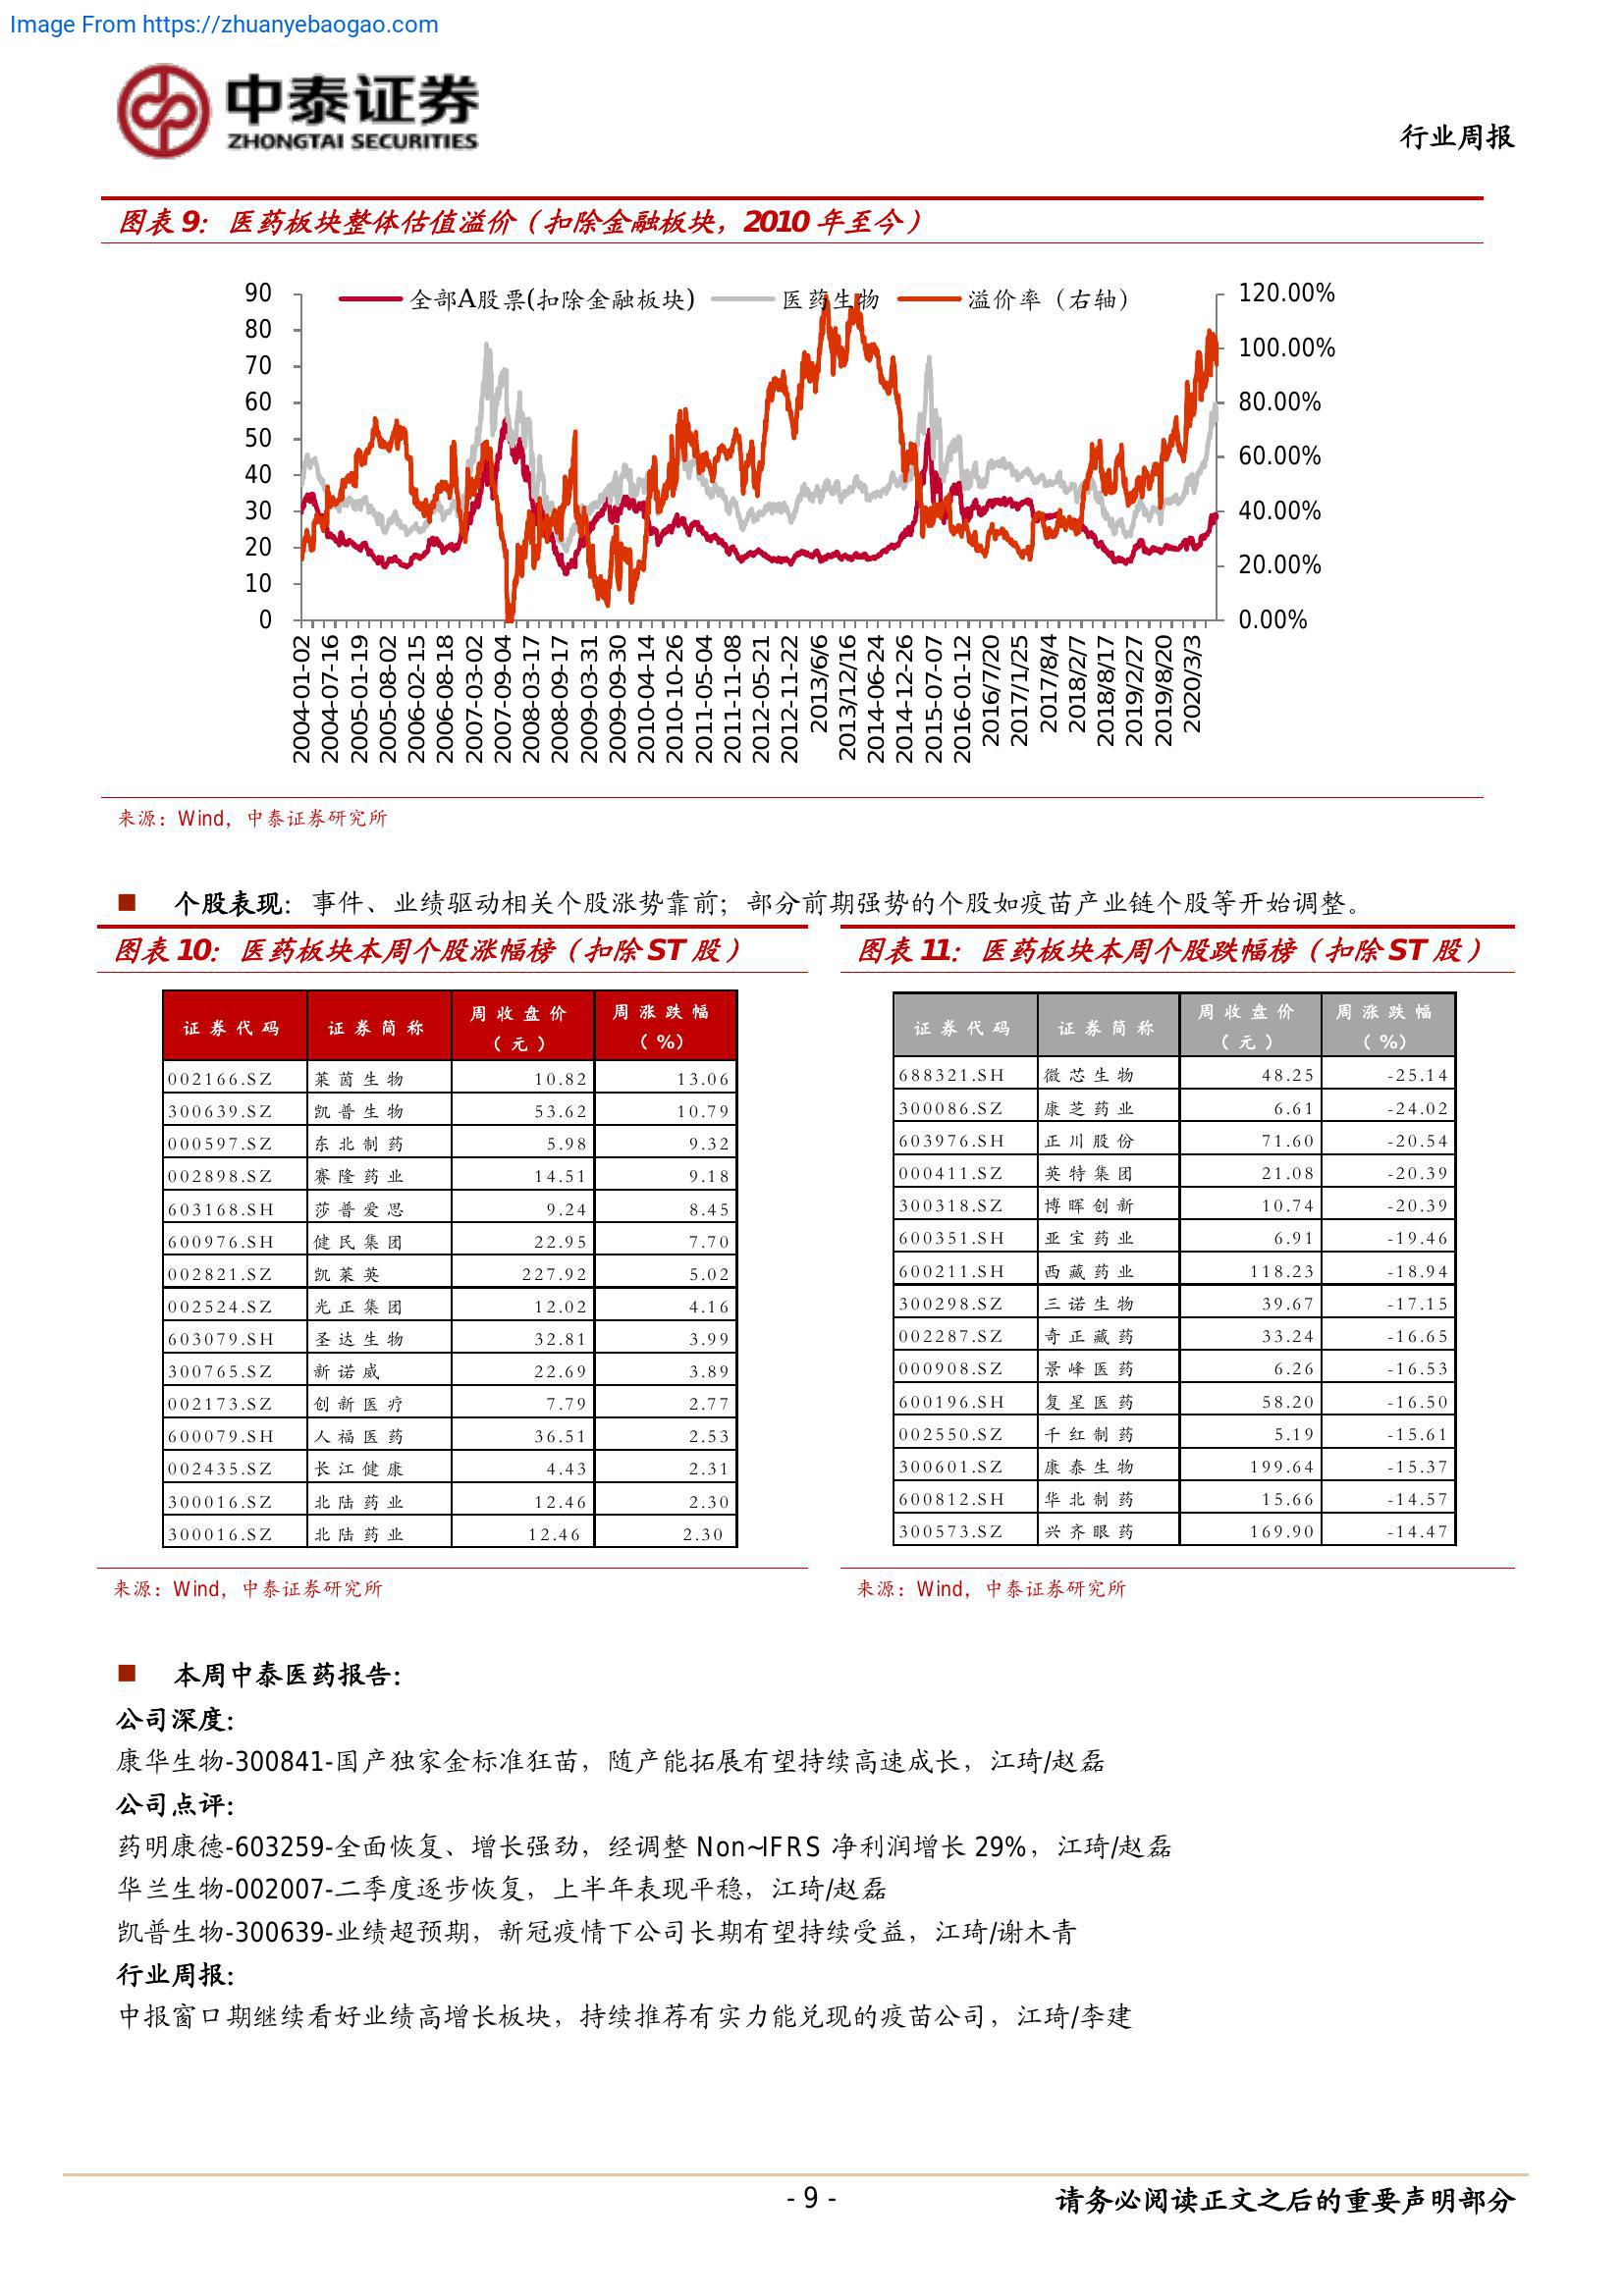 Image From https://zhuanyebaogao.com
中泰证券
ZHONGTAI SECURITIES
行业周报
图表 9：医药板块整体估值溢价（扣除金融板块，2010 年至今）
全部A股票(扣除金融板块) 医药生物 溢价率（右轴）
90 120.00%
80
70 100.00%
60 80.00%
50
40 60.00%
30 40.00%
20 20.00%
10
0 0.00%
2004-01-02 2004-07-16 2005-01-19 2005-08-02 2006-02-15 2006-08-18 2007-03-02 2007-09-04 2008-03-17 2008-09-17 2009-03-31 2009-09-30 2010-04-14 2010-10-26 2011-05-04 2011-11-08 2012-05-21 2012-11-22 2013/6/6 2013/12/16 2014-06-24 2014-12-26 2015-07-07 2016-01-12 2016/7/20 2017/1/25 2017/8/4 2018/2/7 2018/8/17 2019/2/27 2019/8/20 2020/3/3
来源：Wind，中泰证券研究所
■ 个股表现：事件、业绩驱动相关个股涨势靠前；部分前期强势的个股如疫苗产业链个股等开始调整。
图表 10：医药板块本周个股涨幅榜（扣除 ST 股）
证券代码 证券简称 周收盘价（元） 周涨跌幅（%）
002166.SZ 莱茵生物 10.82 13.06
300639.SZ 凯普生物 53.62 10.79
000597.SZ 东北制药 5.98 9.32
002898.SZ 赛隆药业 14.51 9.18
603168.SH 莎普爱思 9.24 8.45
600976.SH 健民集团 22.95 7.70
002821.SZ 凯莱英 227.92 5.02
002524.SZ 光正集团 12.02 4.16
603079.SH 圣达生物 32.81 3.99
300765.SZ 新诺威 22.69 3.89
002173.SZ 创新医疗 7.79 2.77
600079.SH 人福医药 36.51 2.53
002435.SZ 长江健康 4.43 2.31
300016.SZ 北陆药业 12.46 2.30
300016.SZ 北陆药业 12.46 2.30
来源：Wind，中泰证券研究所
图表 11：医药板块本周个股跌幅榜（扣除 ST 股）
证券代码 证券简称 周收盘价（元） 周涨跌幅（%）
688321.SH 微芯生物 48.25 -25.14
300086.SZ 康芝药业 6.61 -24.02
603976.SH 正川股份 71.60 -20.54
000411.SZ 英特集团 21.08 -20.39
300318.SZ 博晖创新 10.74 -20.39
600351.SH 亚宝药业 6.91 -19.46
600211.SH 西藏药业 118.23 -18.94
300298.SZ 三诺生物 39.67 -17.15
002287.SZ 奇正藏药 33.24 -16.65
000908.SZ 景峰医药 6.26 -16.53
600196.SH 复星医药 58.20 -16.50
002550.SZ 千红制药 5.19 -15.61
300601.SZ 康泰生物 199.64 -15.37
600812.SH 华北制药 15.66 -14.57
300573.SZ 兴齐眼药 169.90 -14.47
来源：Wind，中泰证券研究所
■ 本周中泰医药报告：
公司深度：
康华生物-300841-国产独家金标准狂苗，随产能拓展有望持续高速成长，江琦/赵磊
公司点评：
药明康德-603259-全面恢复、增长强劲，经调整 Non~IFRS 净利润增长 29%，江琦/赵磊
华兰生物-002007-二季度逐步恢复，上半年表现平稳，江琦/赵磊
凯普生物-300639-业绩超预期，新冠疫情下公司长期有望持续受益，江琦/谢木青
行业周报：
中报窗口期继续看好业绩高增长板块，持续推荐有实力能兑现的疫苗公司，江琦/李建
- 9 -
请务必阅读正文之后的重要声明部分